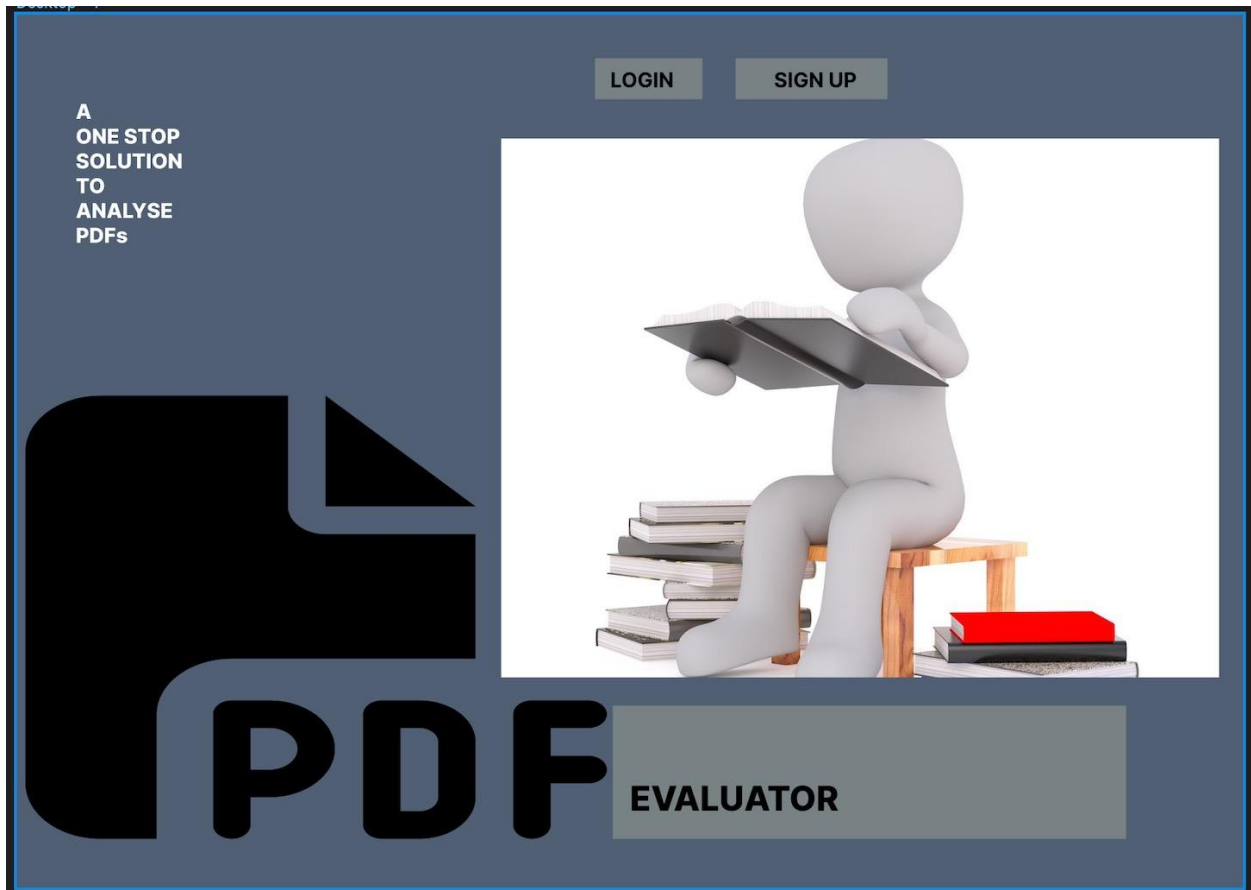 LOGIN
SIGN UP
A
ONE STOP
SOLUTION
TO
ANALYSE
PDFs
PDF
EVALUATOR